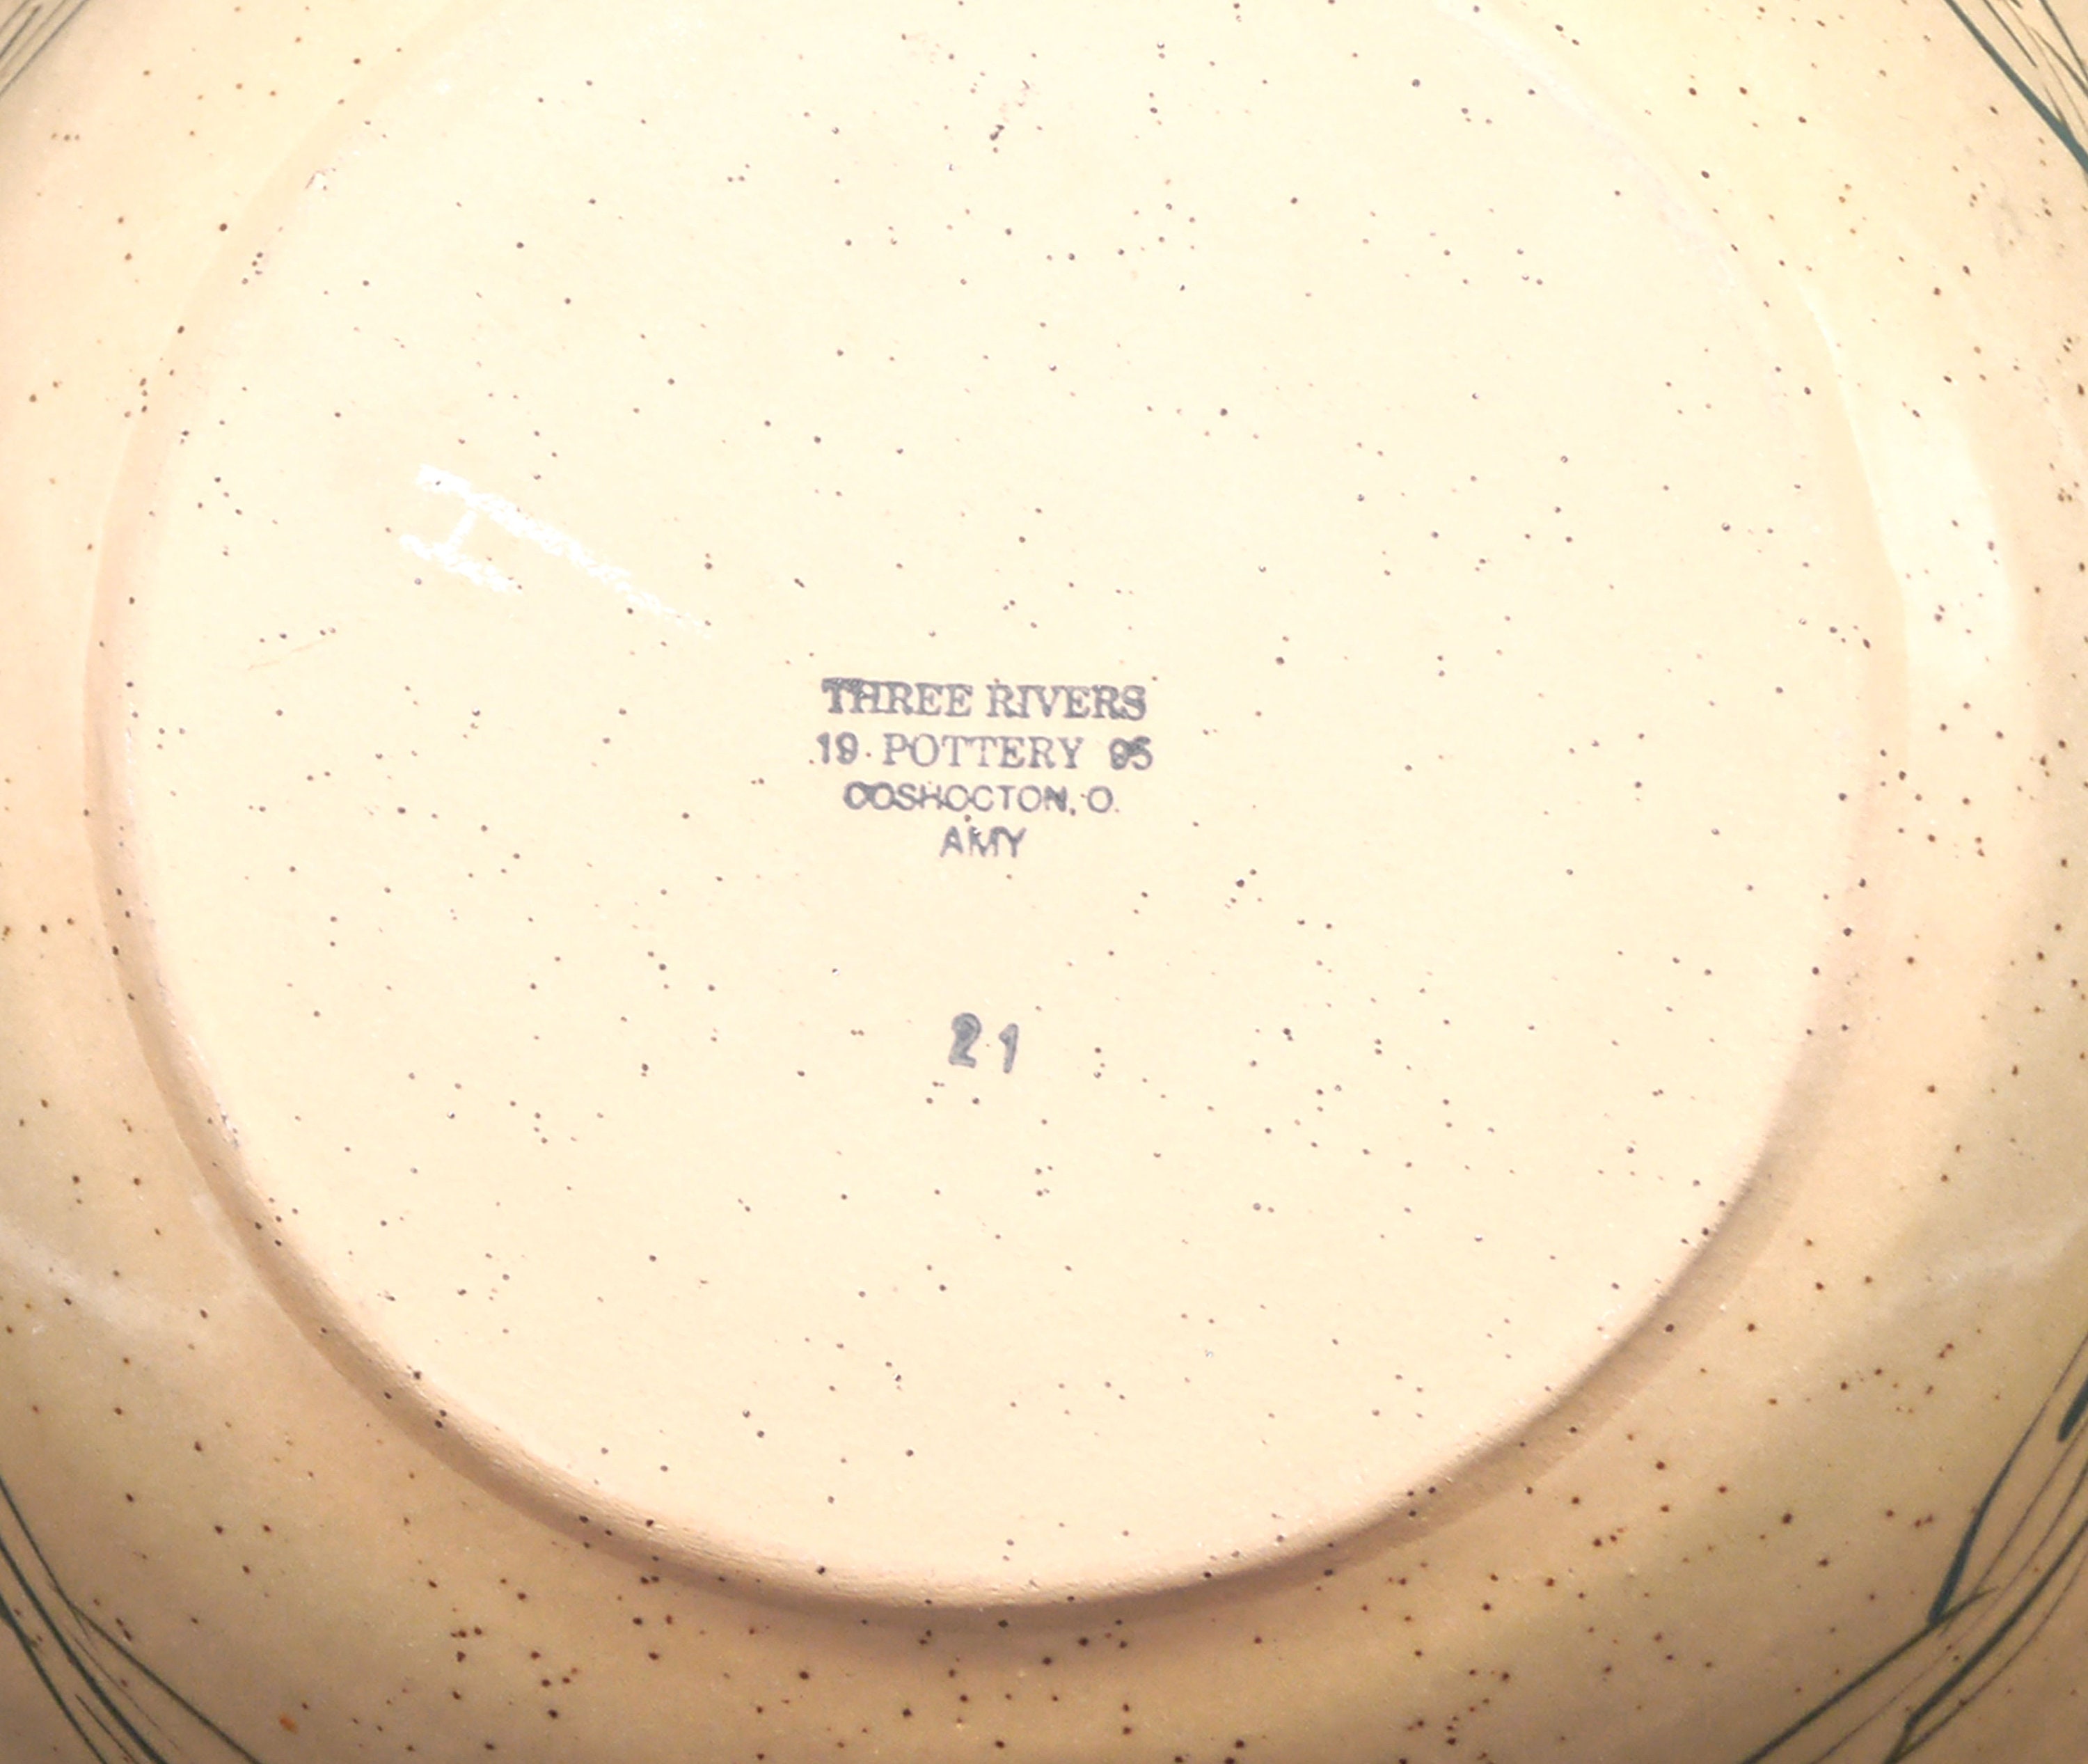 THREE RIVERS
19 POTTERY 95
COSHOCTON, O.
AMY
21